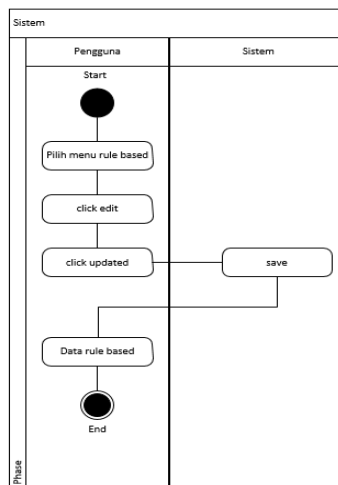 Sistem
Pengguna
Sistem
Start
Pilih menu rule based
click edit
click updated
save
Data rule based
End
Phase